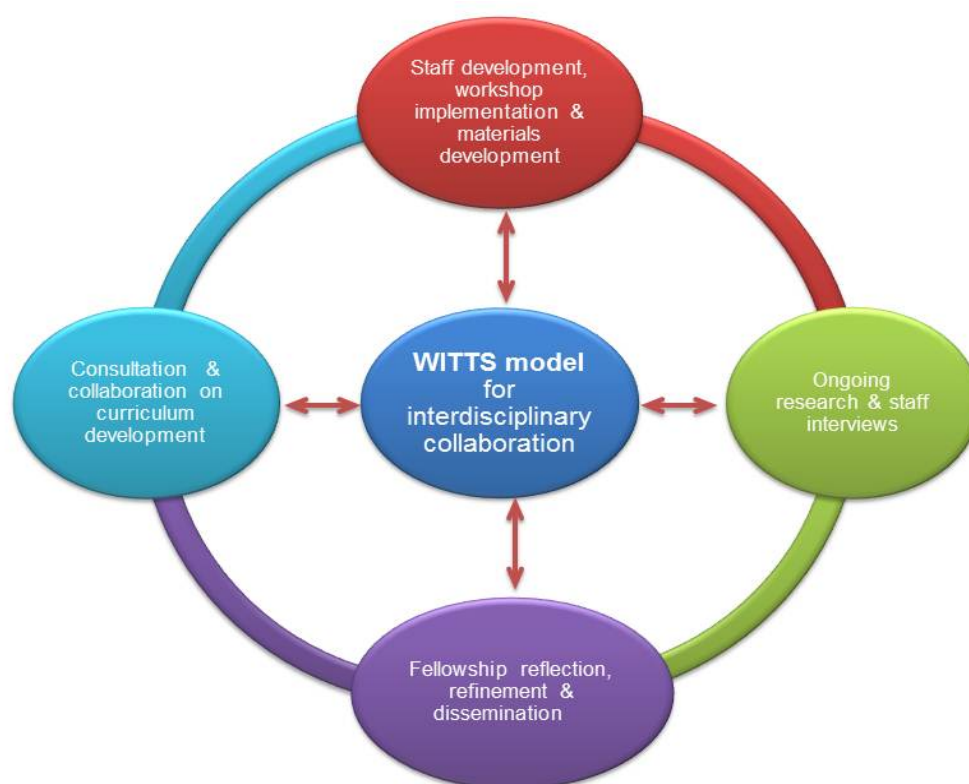 Staff development,
workshop
implementation &
materials
development
Consultation &
collaboration on
curriculum
development
WITTS model
for
interdisciplinary
collaboration
Ongoing
research & staff
interviews
Fellowship reflection,
refinement &
dissemination